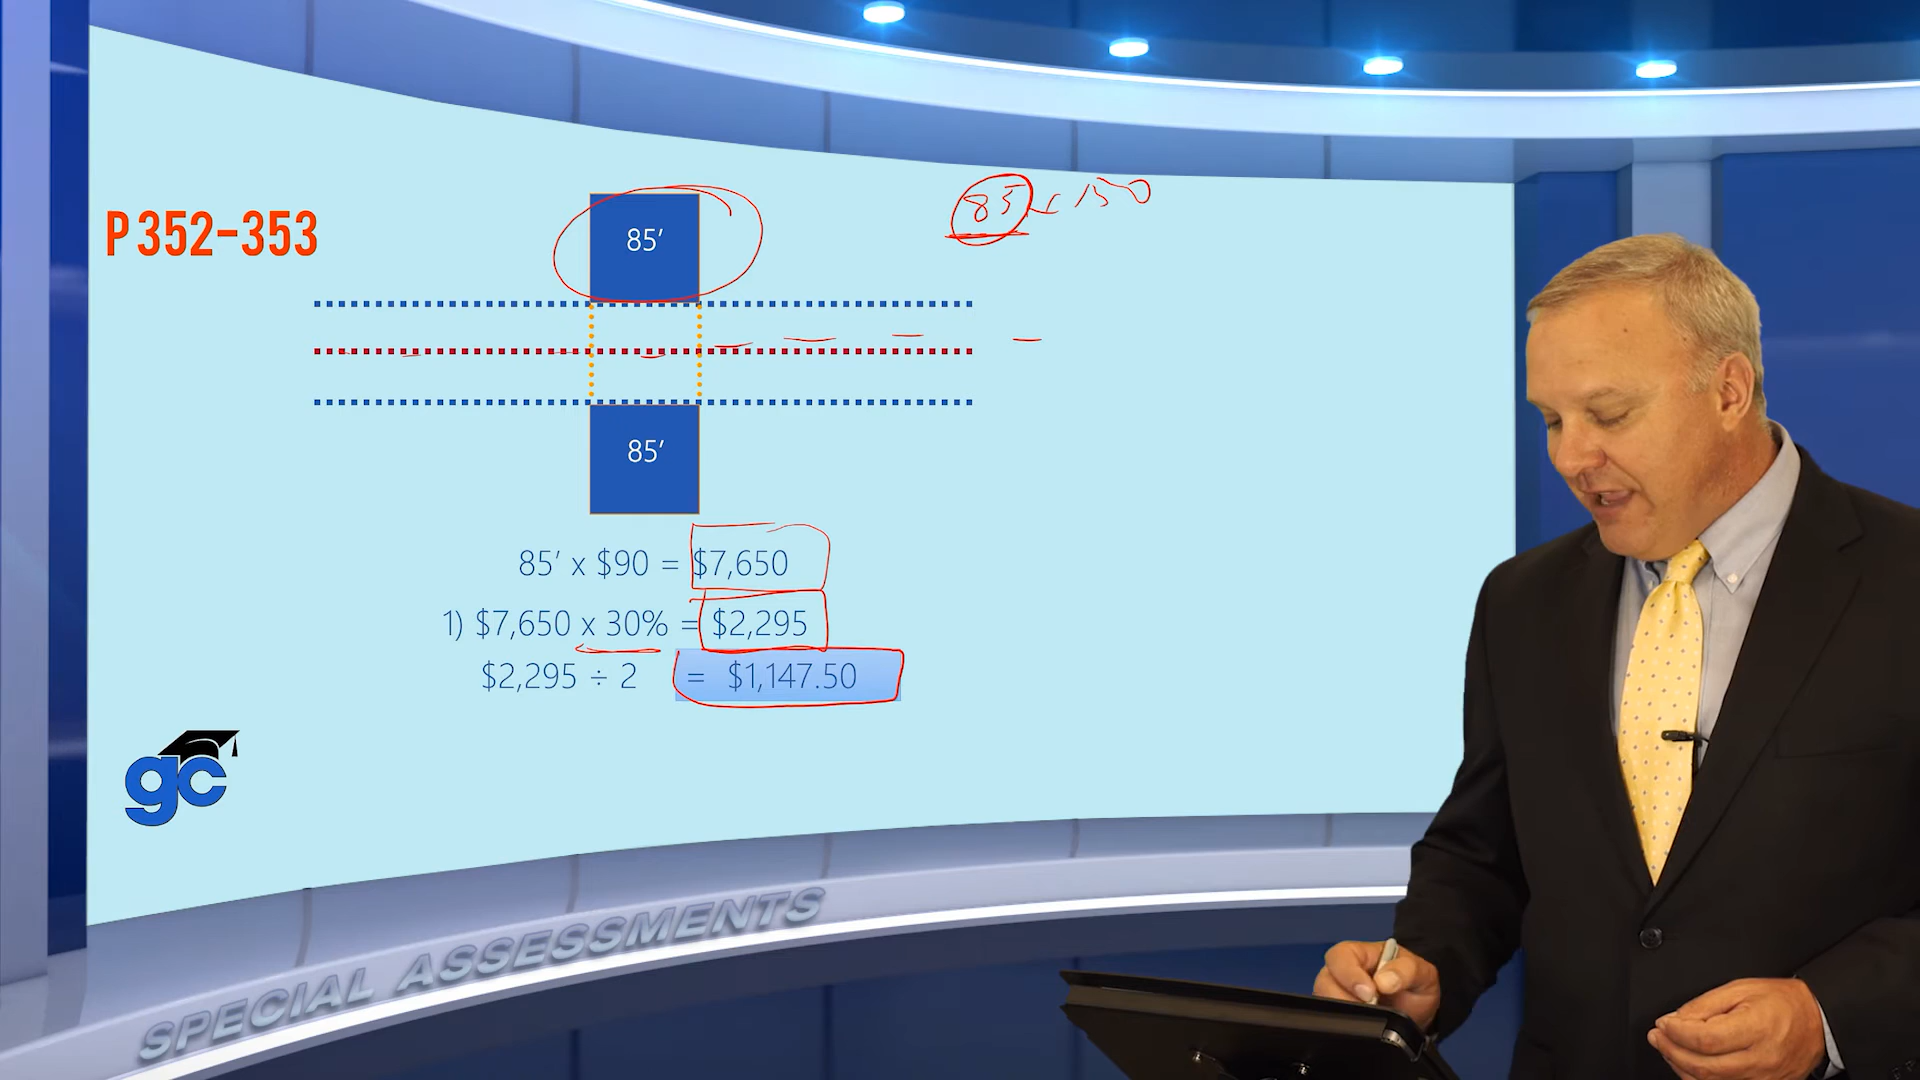 P 352-353
85'
85 x 150
85'
85' x $90 = $7,650
1) $7,650 x 30% = $2,295
$2,295 ÷ 2 = $1,147.50
gc
SPECIAL ASSESSMENTS